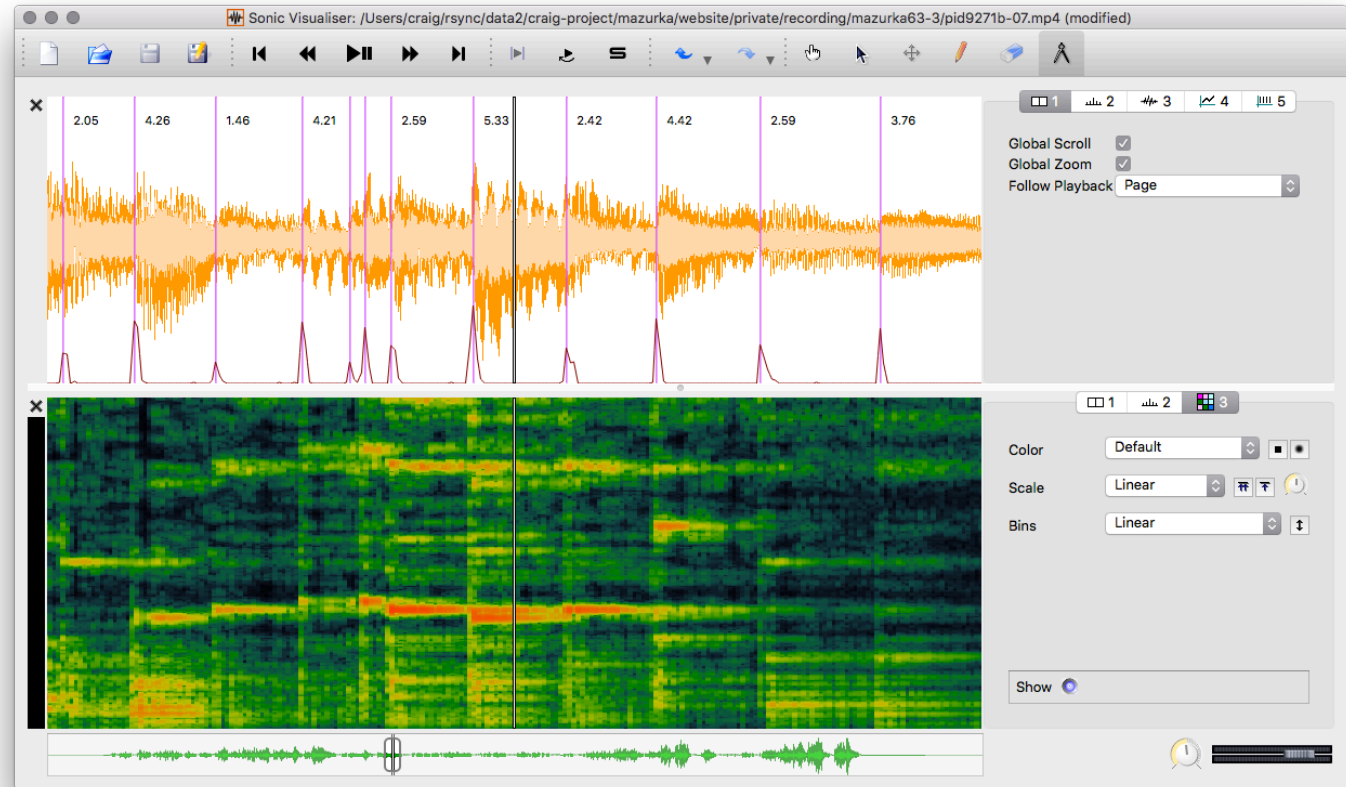 Sonic Visualiser: /Users/craig/rsync/data2/craig-project/mazurka/website/private/recording/mazurka63-3/pid9271b-07.mp4 (modified)
S
2.05 4.26 1.46 4.21 2.59 5.33 2.42 4.42 2.59 3.76
1 2 3 4 5
Global Scroll
Global Zoom
Follow Playback Page
1 2 3
Color Default
Scale Linear
Bins Linear
Show